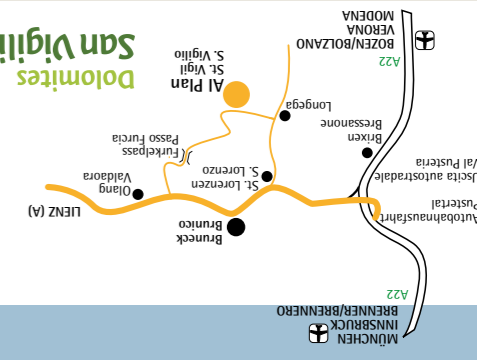 MÜNCHEN
INNSBRUCK
BRENNER/BRENNERO
A22
Autobahnausfahrt
Pustertal
Uscita autostradale
Val Pusteria
Bruneck
Brunico
LIENZ (A)
Olang
Valdaora
St. Lorenzen
S. Lorenzo
Furkelpass
Passo Furcia
Brixen
Bressanone
Longega
Al Plan
St. Vigil
S. Vigilio
A22
BOZEN/BOLZANO
VERONA
MODENA
Dolomites
San Vigilio